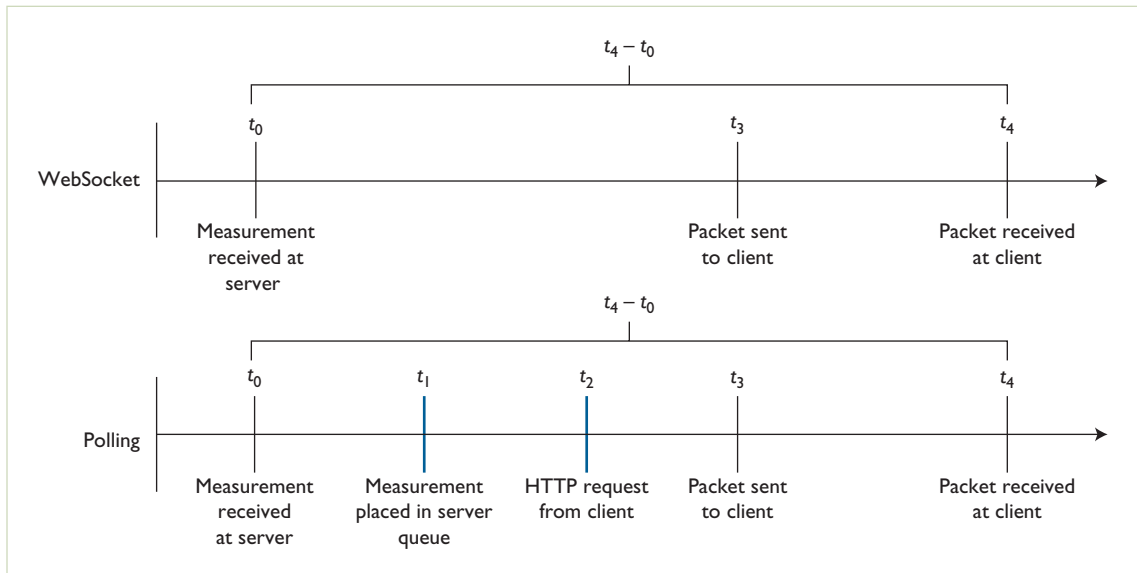 t4 – t0
t0
t3
t4
WebSocket
Measurement
received at
server
Packet sent
to client
Packet received
at client
t4 – t0
t0
t1
t2
t3
t4
Polling
Measurement
received
at server
Measurement
placed in server
queue
HTTP request
from client
Packet sent
to client
Packet received
at client